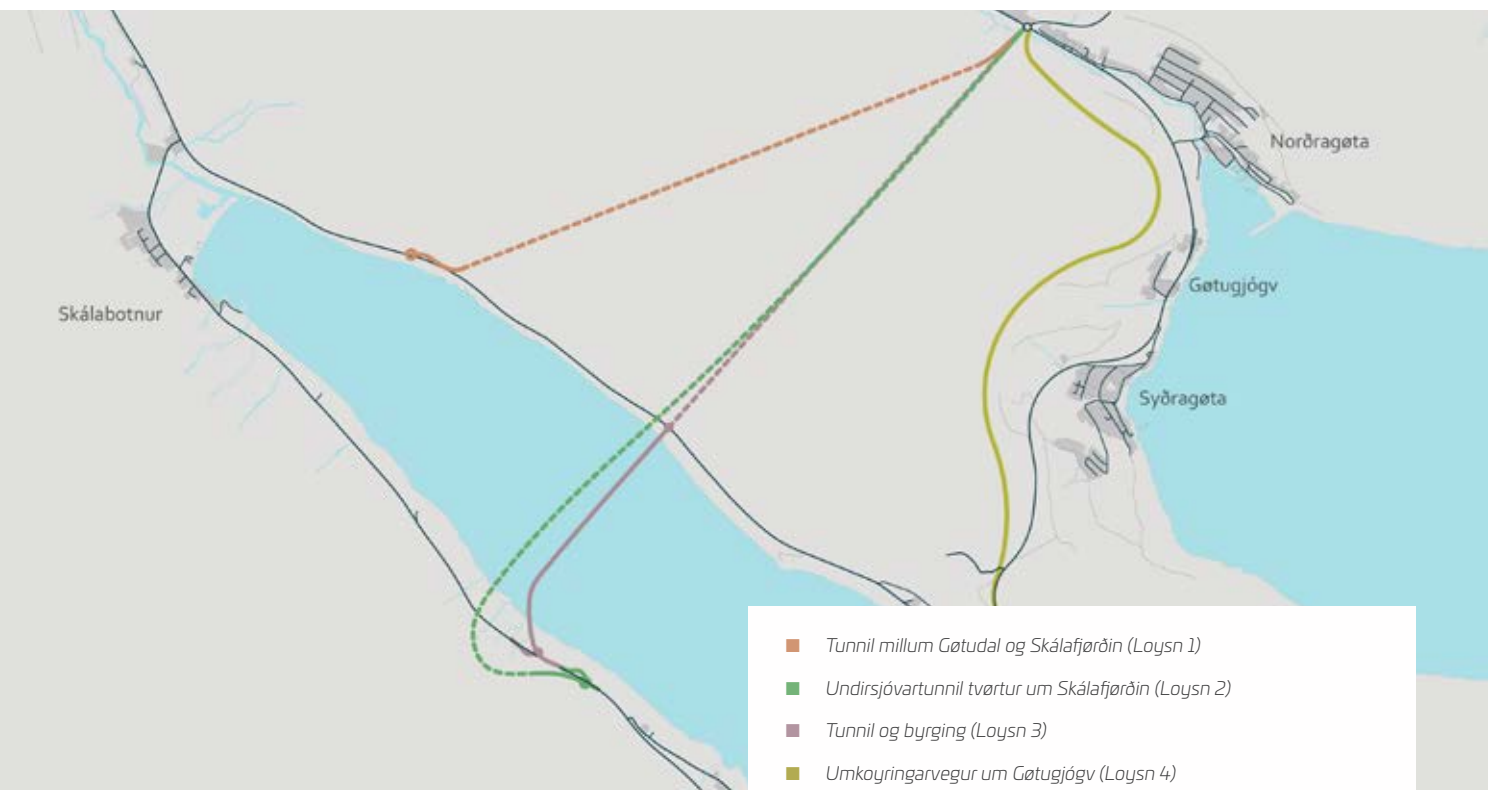 Norðragøta
Gøtugjógv
Skálabotnur
Syðragøta
Tunnil millum Gøtudal og Skálafjørðin (Loysn 1)
Undirsjóvartunnil tvørtur um Skálafjørðin (Loysn 2)
Tunnil og byrging (Loysn 3)
Umkoyringarvegur um Gøtugjógv (Loysn 4)